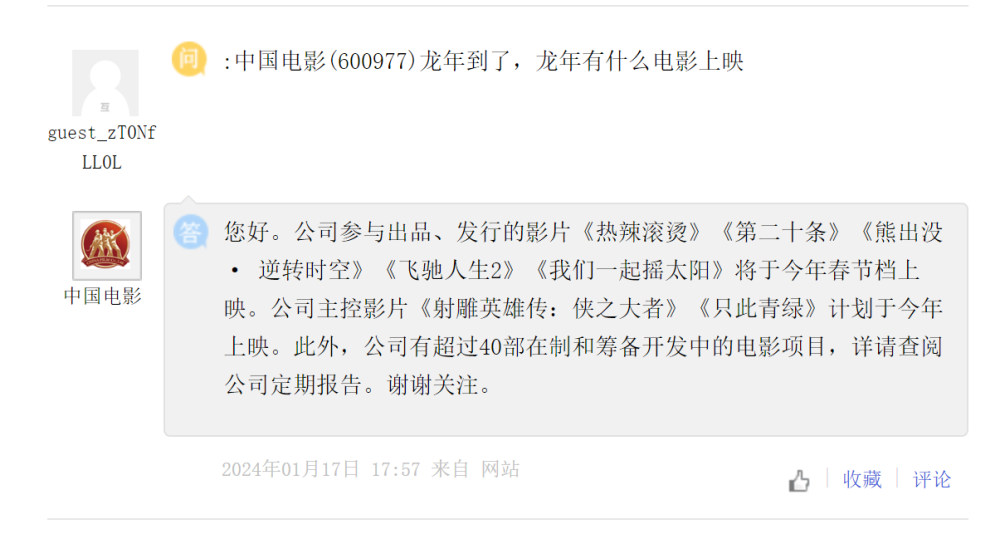 问
:中国电影(600977)龙年到了，龙年有什么电影上映
guest_zT0Nf
LL0L
答
您好。公司参与出品、发行的影片《热辣滚烫》《第二十条》《熊出没
• 逆转时空》《飞驰人生2》《我们一起摇太阳》将于今年春节档上
映。公司主控影片《射雕英雄传：侠之大者》《只此青绿》计划于今年
上映。此外，公司有超过40部在制和筹备开发中的电影项目，详请查阅
公司定期报告。谢谢关注。
中国电影
2024年01月17日 17:57 来自 网站
收藏
评论